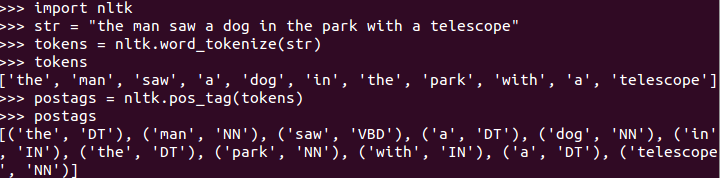 >>> import nltk
>>> str = "the man saw a dog in the park with a telescope"
>>> tokens = nltk.word_tokenize(str)
>>> tokens
['the', 'man', 'saw', 'a', 'dog', 'in', 'the', 'park', 'with', 'a', 'telescope']
>>> postags = nltk.pos_tag(tokens)
>>> postags
[('the', 'DT'), ('man', 'NN'), ('saw', 'VBD'), ('a', 'DT'), ('dog', 'NN'), ('in'
, 'IN'), ('the', 'DT'), ('park', 'NN'), ('with', 'IN'), ('a', 'DT'), ('telescope
', 'NN')]